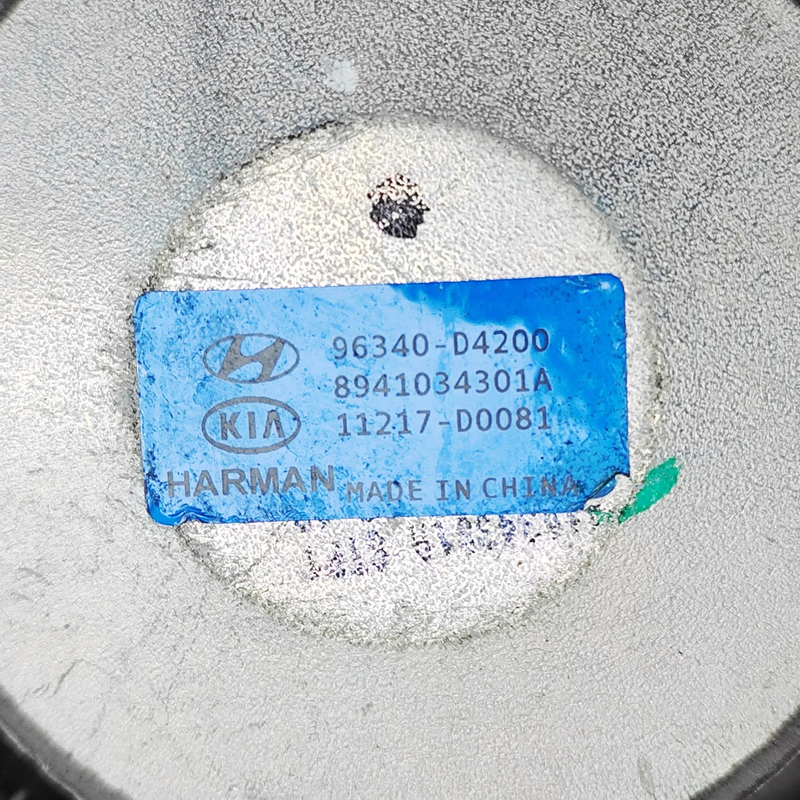 96340-D4200
8941034301A
KIA 11217-D0081
HARMAN MADE IN CHINA